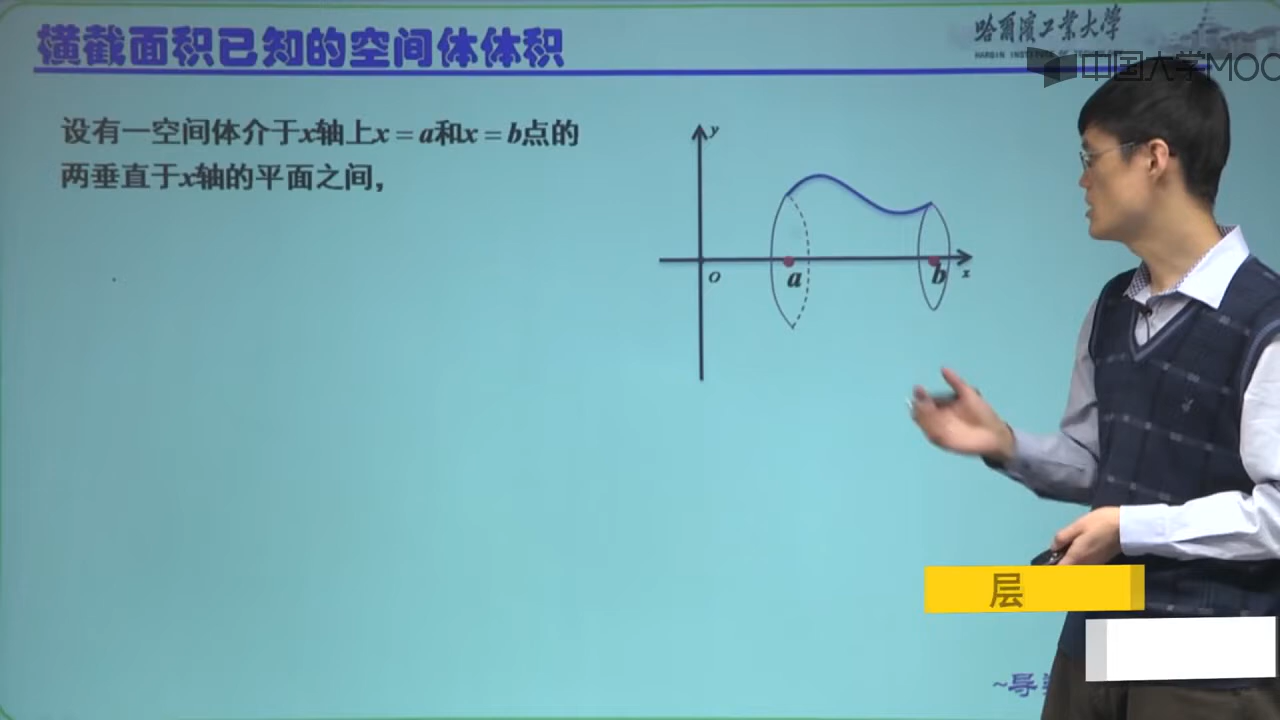 横截面积已知的空间体体积
哈尔滨工业大学
中国大学MOO
设有一空间体介于x轴上x = a和x = b点的
两垂直于x轴的平面之间,
y
O
a
b
x
层
~导